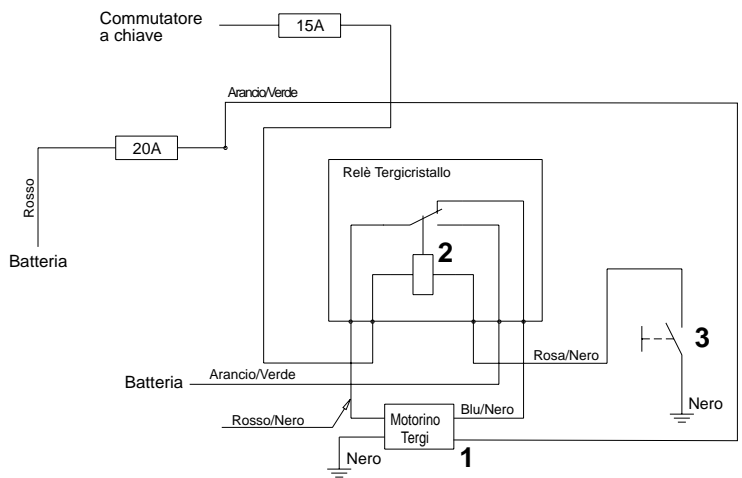 Commutatore
a chiave
15A
Arancio/Verde
20A
Rosso
Batteria
Relè Tergicristallo
2
3
Rosa/Nero
Batteria
Arancio/Verde
Nero
Rosso/Nero
Motorino
Tergi
Blu/Nero
1
Nero